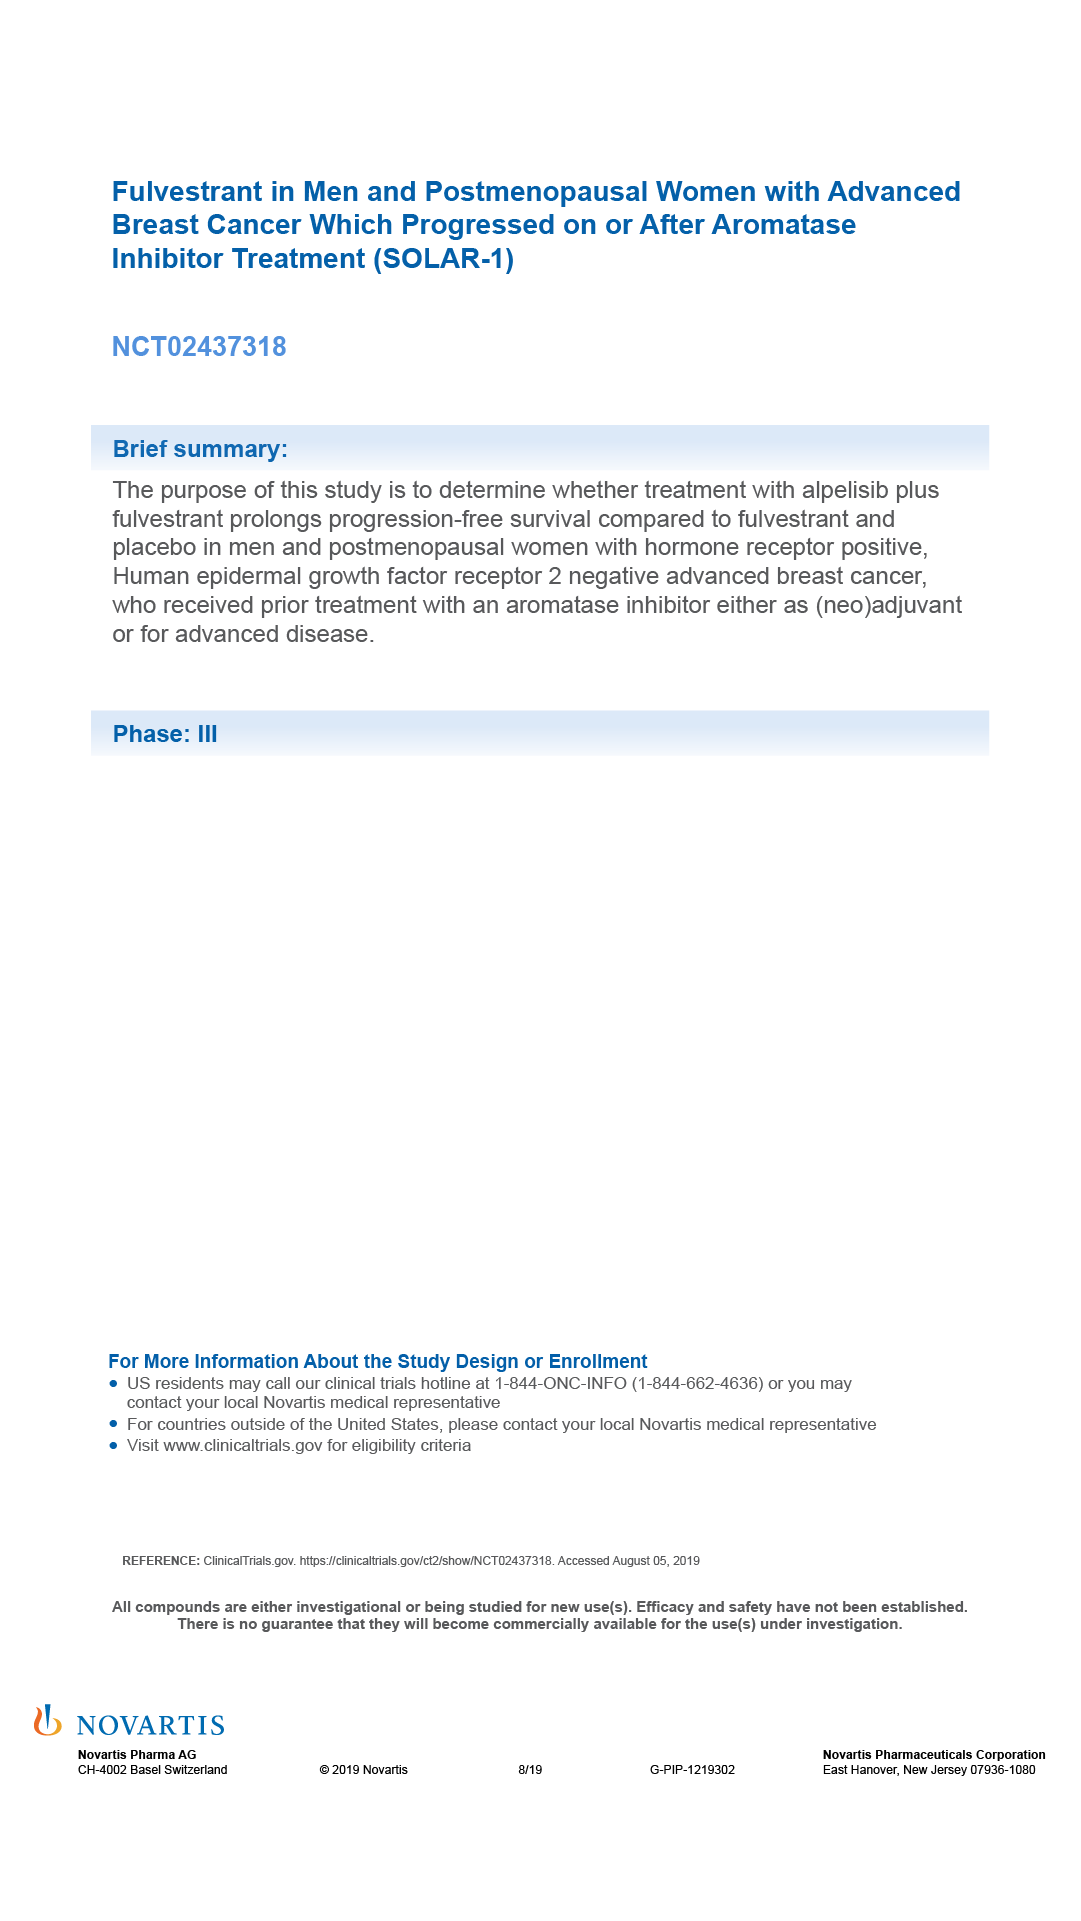 Fulvestrant in Men and Postmenopausal Women with Advanced
Breast Cancer Which Progressed on or After Aromatase
Inhibitor Treatment (SOLAR-1)
NCT02437318
Brief summary:
The purpose of this study is to determine whether treatment with alpelisib plus
fulvestrant prolongs progression-free survival compared to fulvestrant and
placebo in men and postmenopausal women with hormone receptor positive,
Human epidermal growth factor receptor 2 negative advanced breast cancer,
who received prior treatment with an aromatase inhibitor either as (neo)adjuvant
or for advanced disease.
Phase: III
For More Information About the Study Design or Enrollment
● US residents may call our clinical trials hotline at 1-844-ONC-INFO (1-844-662-4636) or you may
contact your local Novartis medical representative
● For countries outside of the United States, please contact your local Novartis medical representative
● Visit www.clinicaltrials.gov for eligibility criteria
REFERENCE: ClinicalTrials.gov. https://clinicaltrials.gov/ct2/show/NCT02437318. Accessed August 05, 2019
All compounds are either investigational or being studied for new use(s). Efficacy and safety have not been established.
There is no guarantee that they will become commercially available for the use(s) under investigation.
NOVARTIS
Novartis Pharma AG Novartis Pharmaceuticals Corporation
CH-4002 Basel Switzerland © 2019 Novartis 8/19 G-PIP-1219302 East Hanover, New Jersey 07936-1080